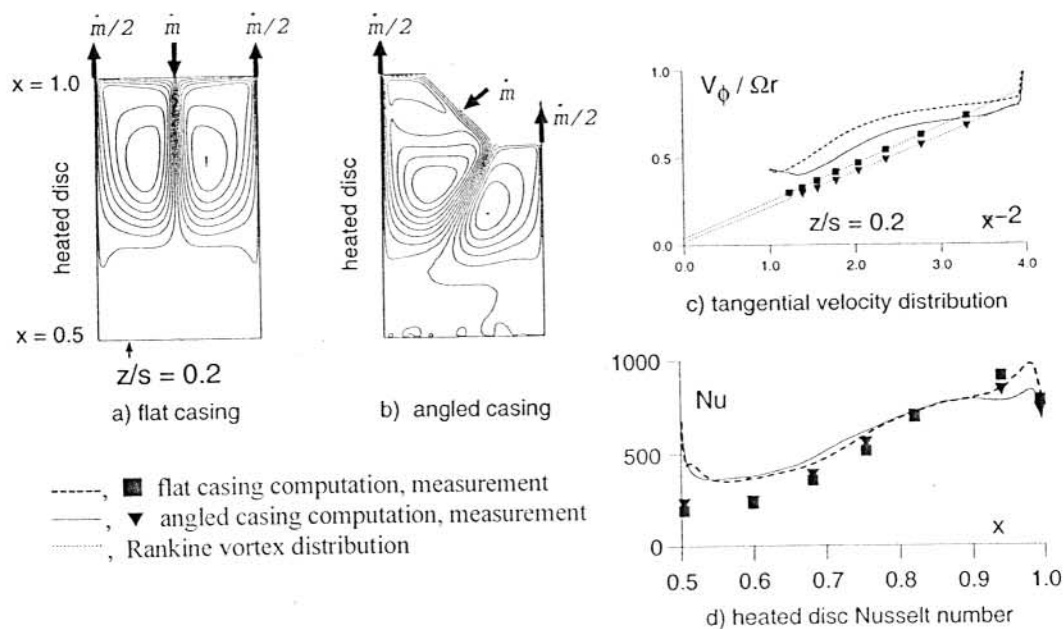 ṁ/2 ṁ ṁ/2
x = 1.0
heated disc
x = 0.5
z/s = 0.2
a) flat casing
ṁ
ṁ/2
heated disc
b) angled casing
1.0
V_ϕ / Ωr
0.5
z/s = 0.2 x⁻²
0.0
0.0 1.0 2.0 3.0 4.0
c) tangential velocity distribution
1000
Nu
500
x
0
0.5 0.6 0.7 0.8 0.9 1.0
d) heated disc Nusselt number
-----, ■ flat casing computation, measurement
——, ▼ angled casing computation, measurement
········, Rankine vortex distribution